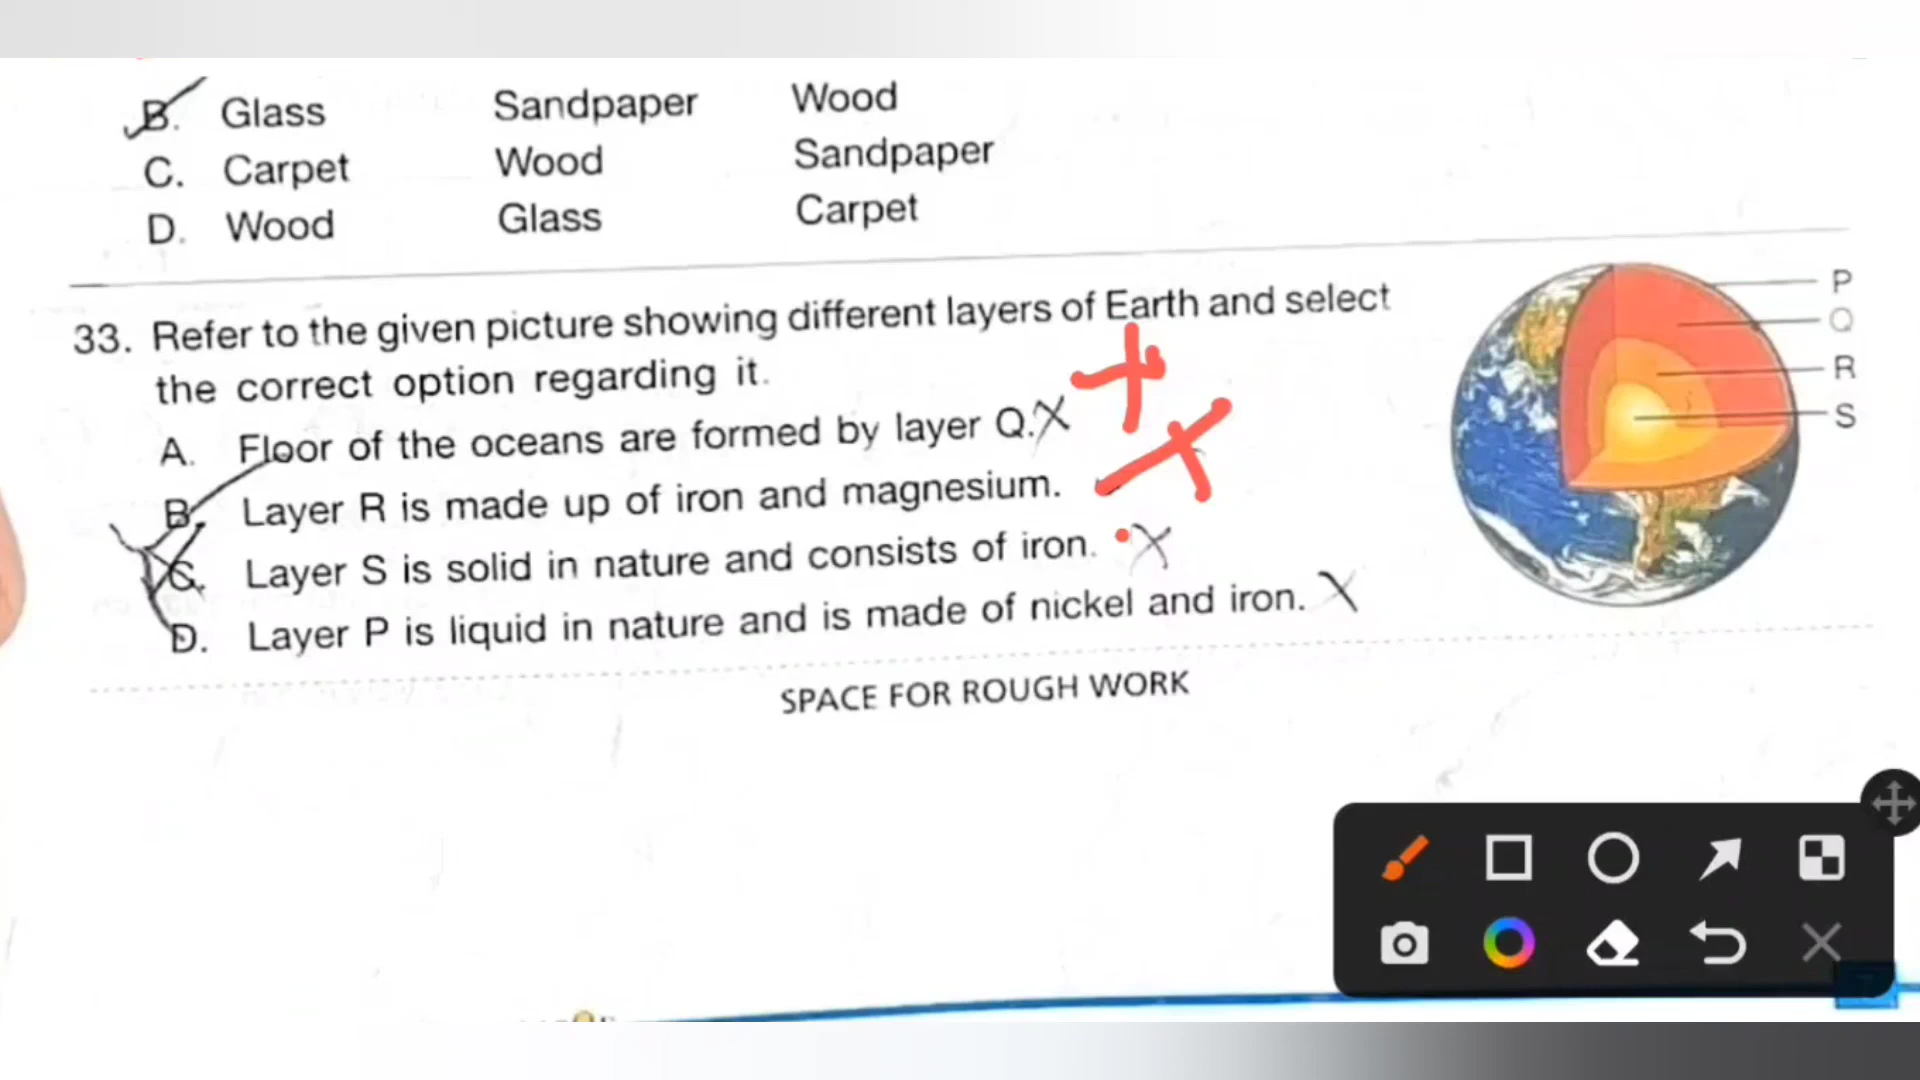 B. Glass Sandpaper Wood
C. Carpet Wood Sandpaper
D. Wood Glass Carpet
33. Refer to the given picture showing different layers of Earth and select
the correct option regarding it.
A. Floor of the oceans are formed by layer Q.
B. Layer R is made up of iron and magnesium.
C. Layer S is solid in nature and consists of iron.
D. Layer P is liquid in nature and is made of nickel and iron.
P
Q
R
S
SPACE FOR ROUGH WORK